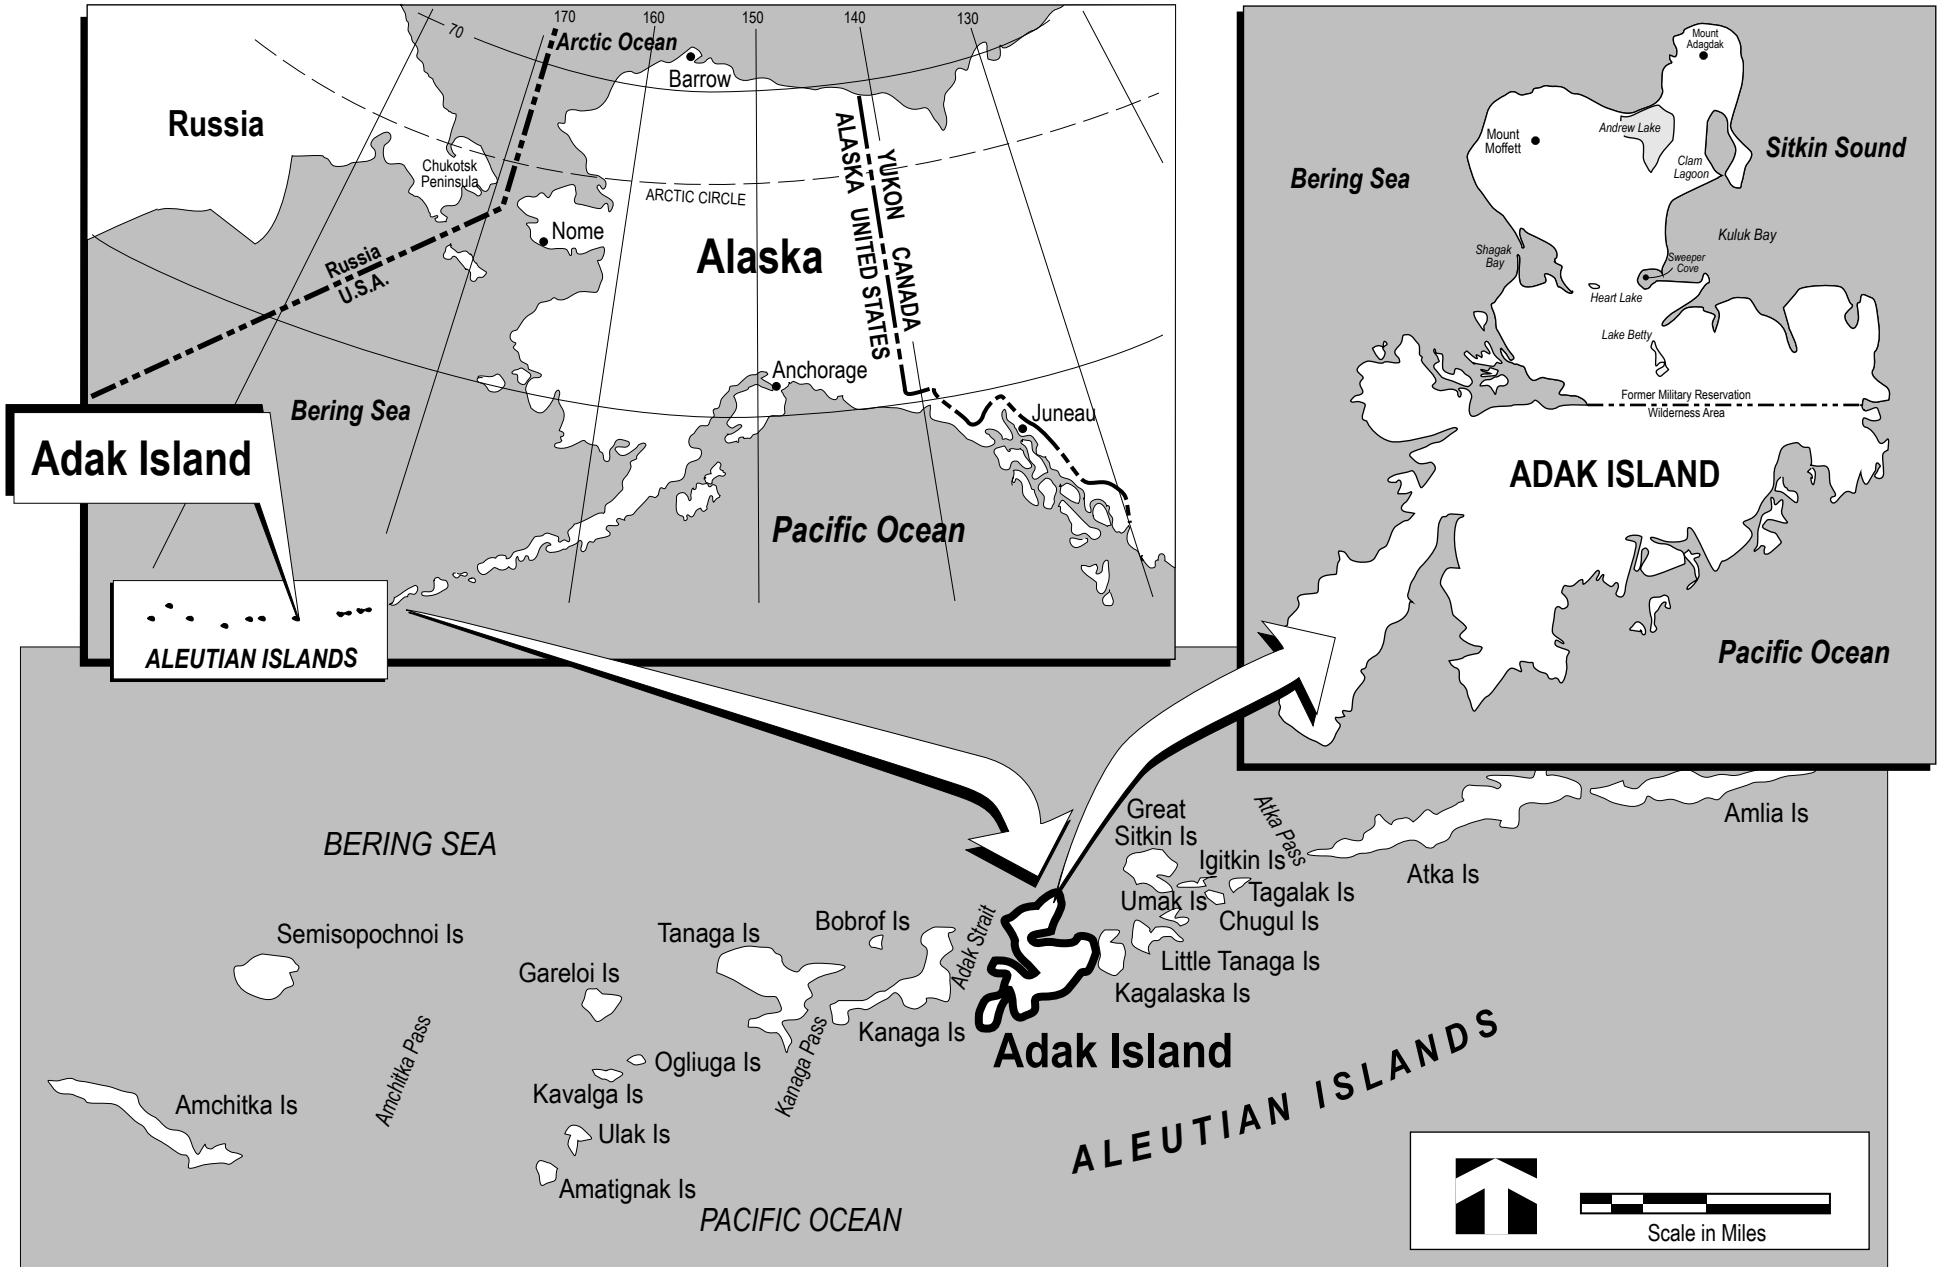 170
160
150
140
130
70
Arctic Ocean
Barrow
Russia
Chukotsk
Peninsula
ARCTIC CIRCLE
ALASKA UNITED STATES
YUKON CANADA
Nome
Alaska
Russia
U.S.A.
Anchorage
Juneau
Bering Sea
Adak Island
Pacific Ocean
ALEUTIAN ISLANDS
Mount
Adagdak
Mount
Moffett
Andrew Lake
Clam
Lagoon
Sitkin Sound
Bering Sea
Kuluk Bay
Shagak
Bay
Sweeper
Cove
Heart Lake
Lake Betty
Former Military Reservation
Wilderness Area
ADAK ISLAND
Pacific Ocean
BERING SEA
Great
Sitkin Is
Atka Pass
Amlia Is
Igitkin Is
Atka Is
Tagalak Is
Umak Is
Chugul Is
Bobrof Is
Adak Strait
Tanaga Is
Semisopochnoi Is
Gareloi Is
Little Tanaga Is
Kagalaska Is
Kanaga Is
Adak Island
Kanaga Pass
Amchitka Pass
Ogliuga Is
Kavalga Is
Amchitka Is
Ulak Is
Amatignak Is
ALEUTIAN ISLANDS
PACIFIC OCEAN
Scale in Miles